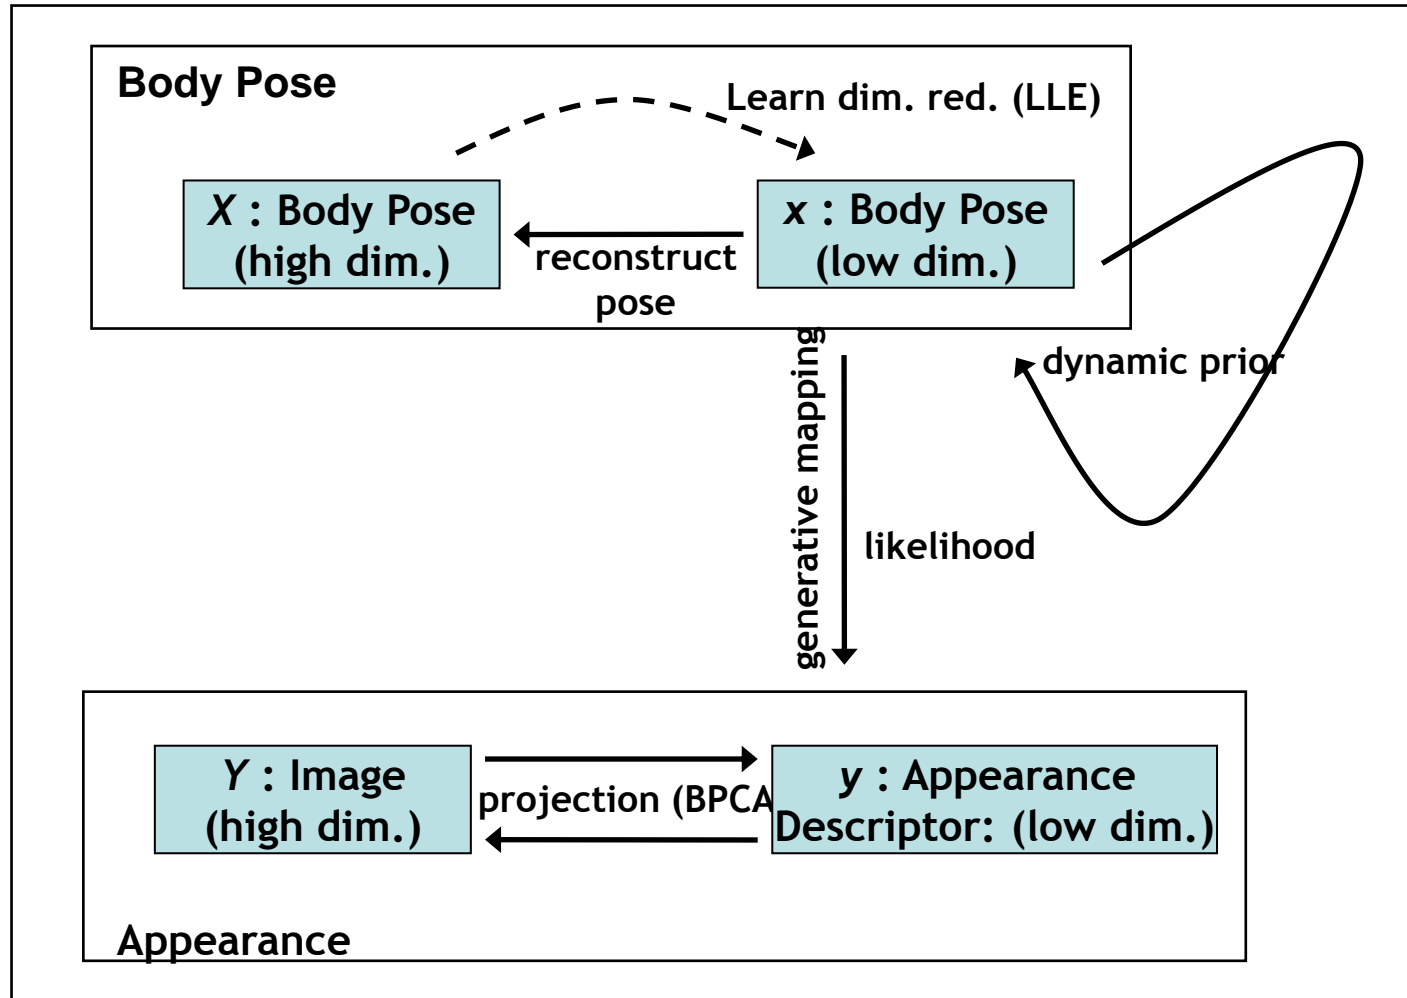 Body Pose
Learn dim. red. (LLE)
X : Body Pose
(high dim.)
x : Body Pose
(low dim.)
reconstruct
pose
dynamic prior
generative mapping
likelihood
Y : Image
(high dim.)
projection (BPCA
y : Appearance
Descriptor: (low dim.)
Appearance